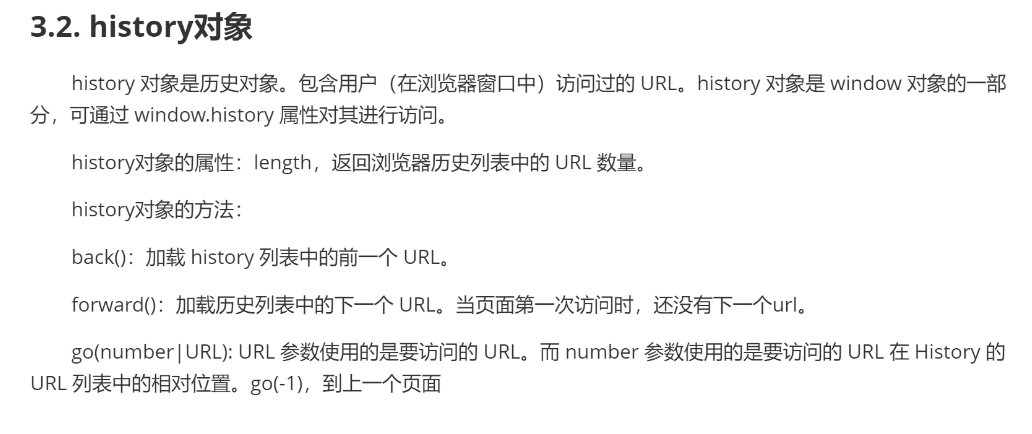 3.2. history对象
history 对象是历史对象。包含用户（在浏览器窗口中）访问过的 URL。history 对象是 window 对象的一部
分，可通过 window.history 属性对其进行访问。
history对象的属性：length，返回浏览器历史列表中的 URL 数量。
history对象的方法：
back()：加载 history 列表中的前一个 URL。
forward()：加载历史列表中的下一个 URL。当页面第一次访问时，还没有下一个url。
go(number|URL): URL 参数使用的是要访问的 URL。而 number 参数使用的是要访问的 URL 在 History 的
URL 列表中的相对位置。go(-1)，到上一个页面